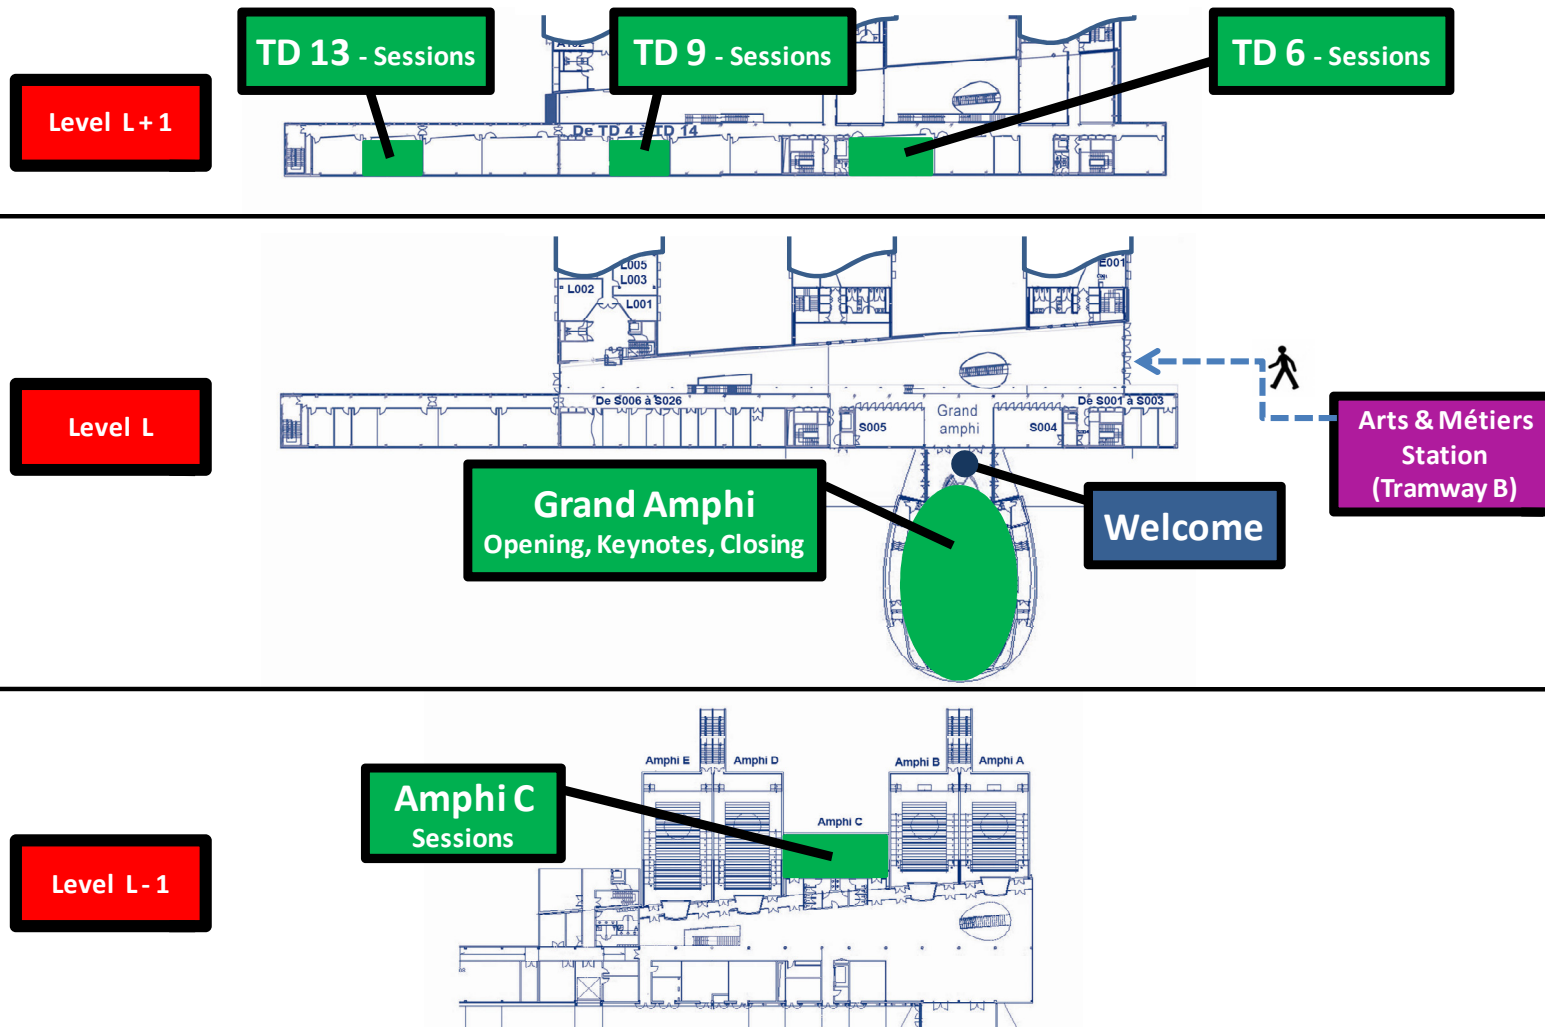 TD 13 - Sessions
TD 9 - Sessions
TD 6 - Sessions
Level L + 1
De TD 4 à TD 14
L005
L003
L002
L001
E001
De S006 à S026
S005
Grand
amphi
S004
De S001 à S003
Level L
Arts & Métiers
Station
(Tramway B)
Grand Amphi
Opening, Keynotes, Closing
Welcome
Amphi E
Amphi D
Amphi B
Amphi A
Amphi C
Sessions
Amphi C
Level L - 1